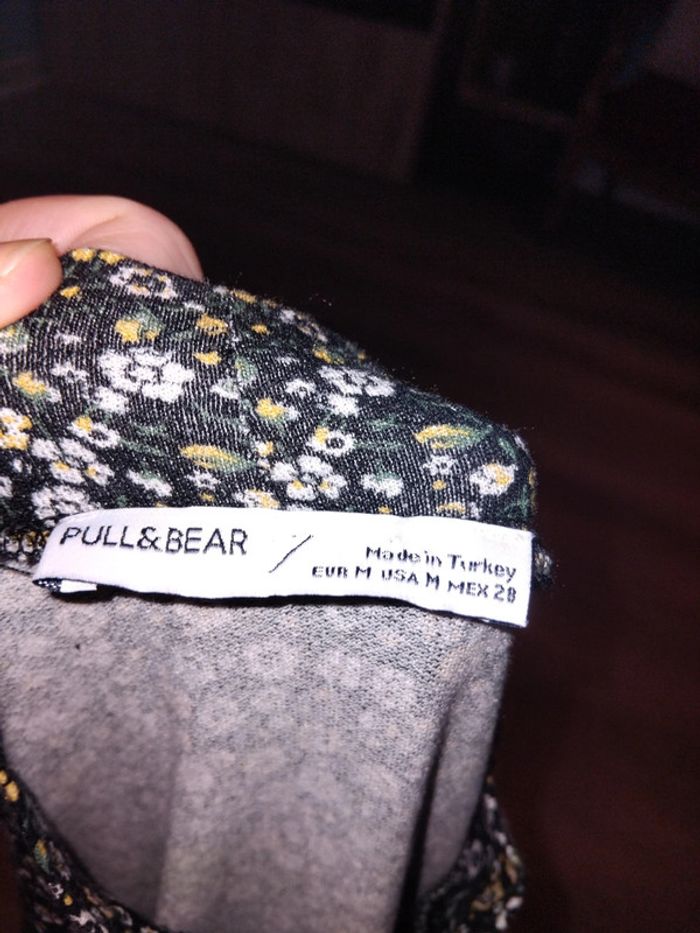 PULL&BEAR /
Made in Turkey
EUR M USA M MEX 28